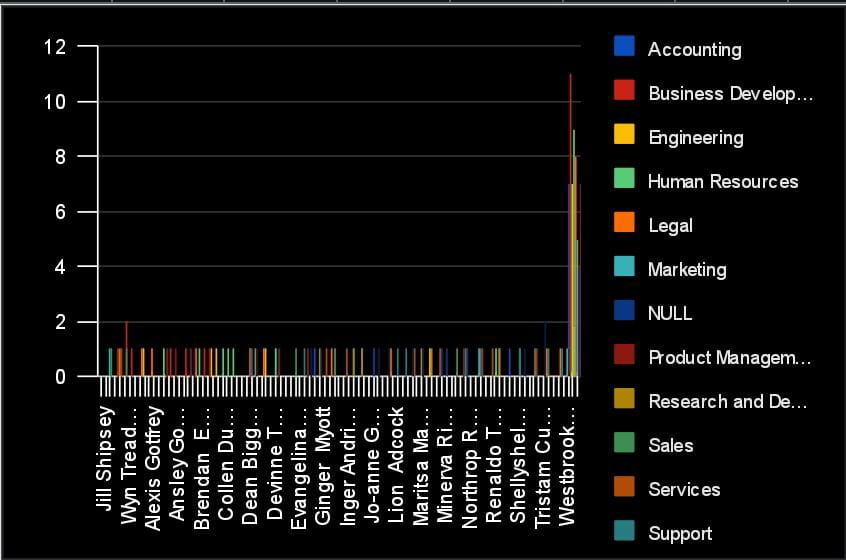 12
10
8
6
4
2
0
Jill Shipsey
Wyn Tread...
Alexis Gotfrey
Ansley Go...
Brendan E...
Collen Du...
Dean Bigg...
Devinne T...
Evangelina...
Ginger Myott
Inger Andri...
Jo-anne G...
Lion Adcock
Maritsa Ma...
Minerva Ri...
Northrop R...
Renaldo T...
Shellyshel...
Tristam Cu...
Westbrook...
Accounting
Business Develop...
Engineering
Human Resources
Legal
Marketing
NULL
Product Managem...
Research and De...
Sales
Services
Support